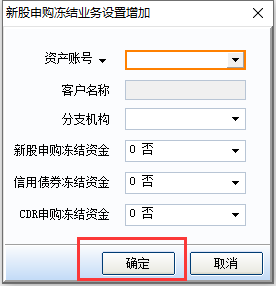 新股申购冻结业务设置增加
资产账号
客户名称
分支机构
新股申购冻结资金 0 否
信用债券冻结资金 0 否
CDR申购冻结资金 0 否
确定 取消